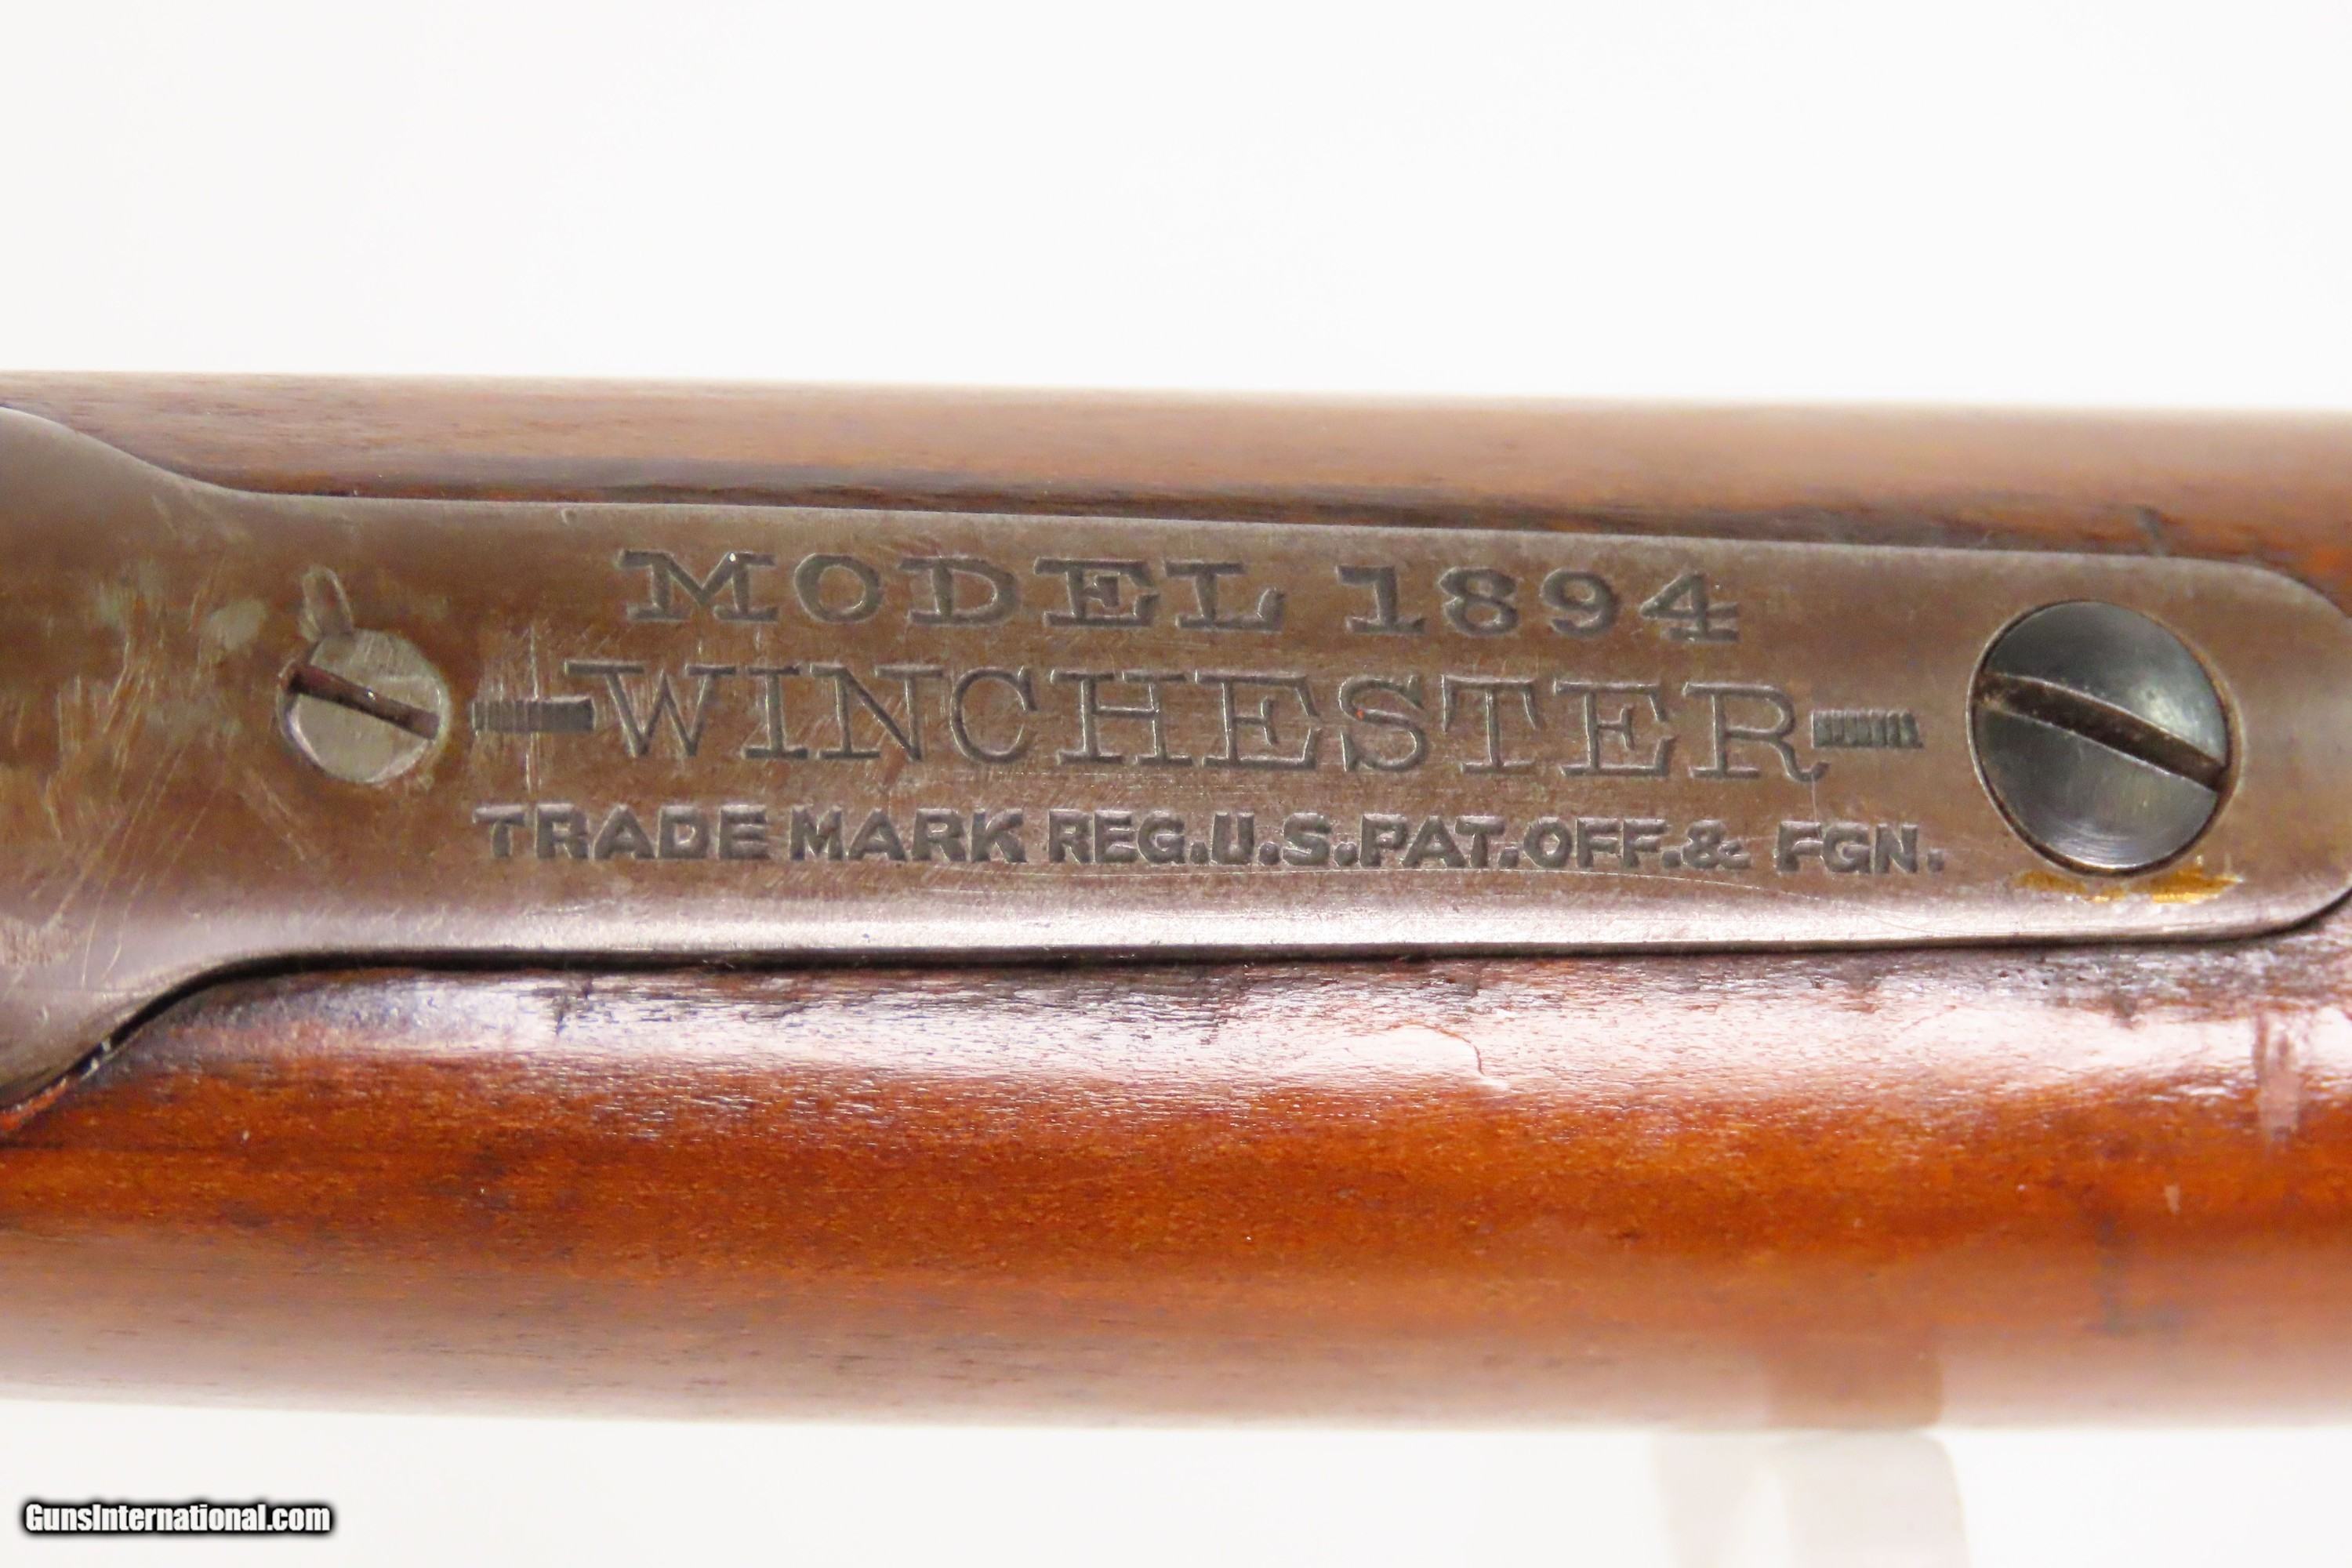 MODEL 1894
WINCHESTER
TRADE MARK REG.U.S.PAT.OFF.& FGN.
GunsInternational.com